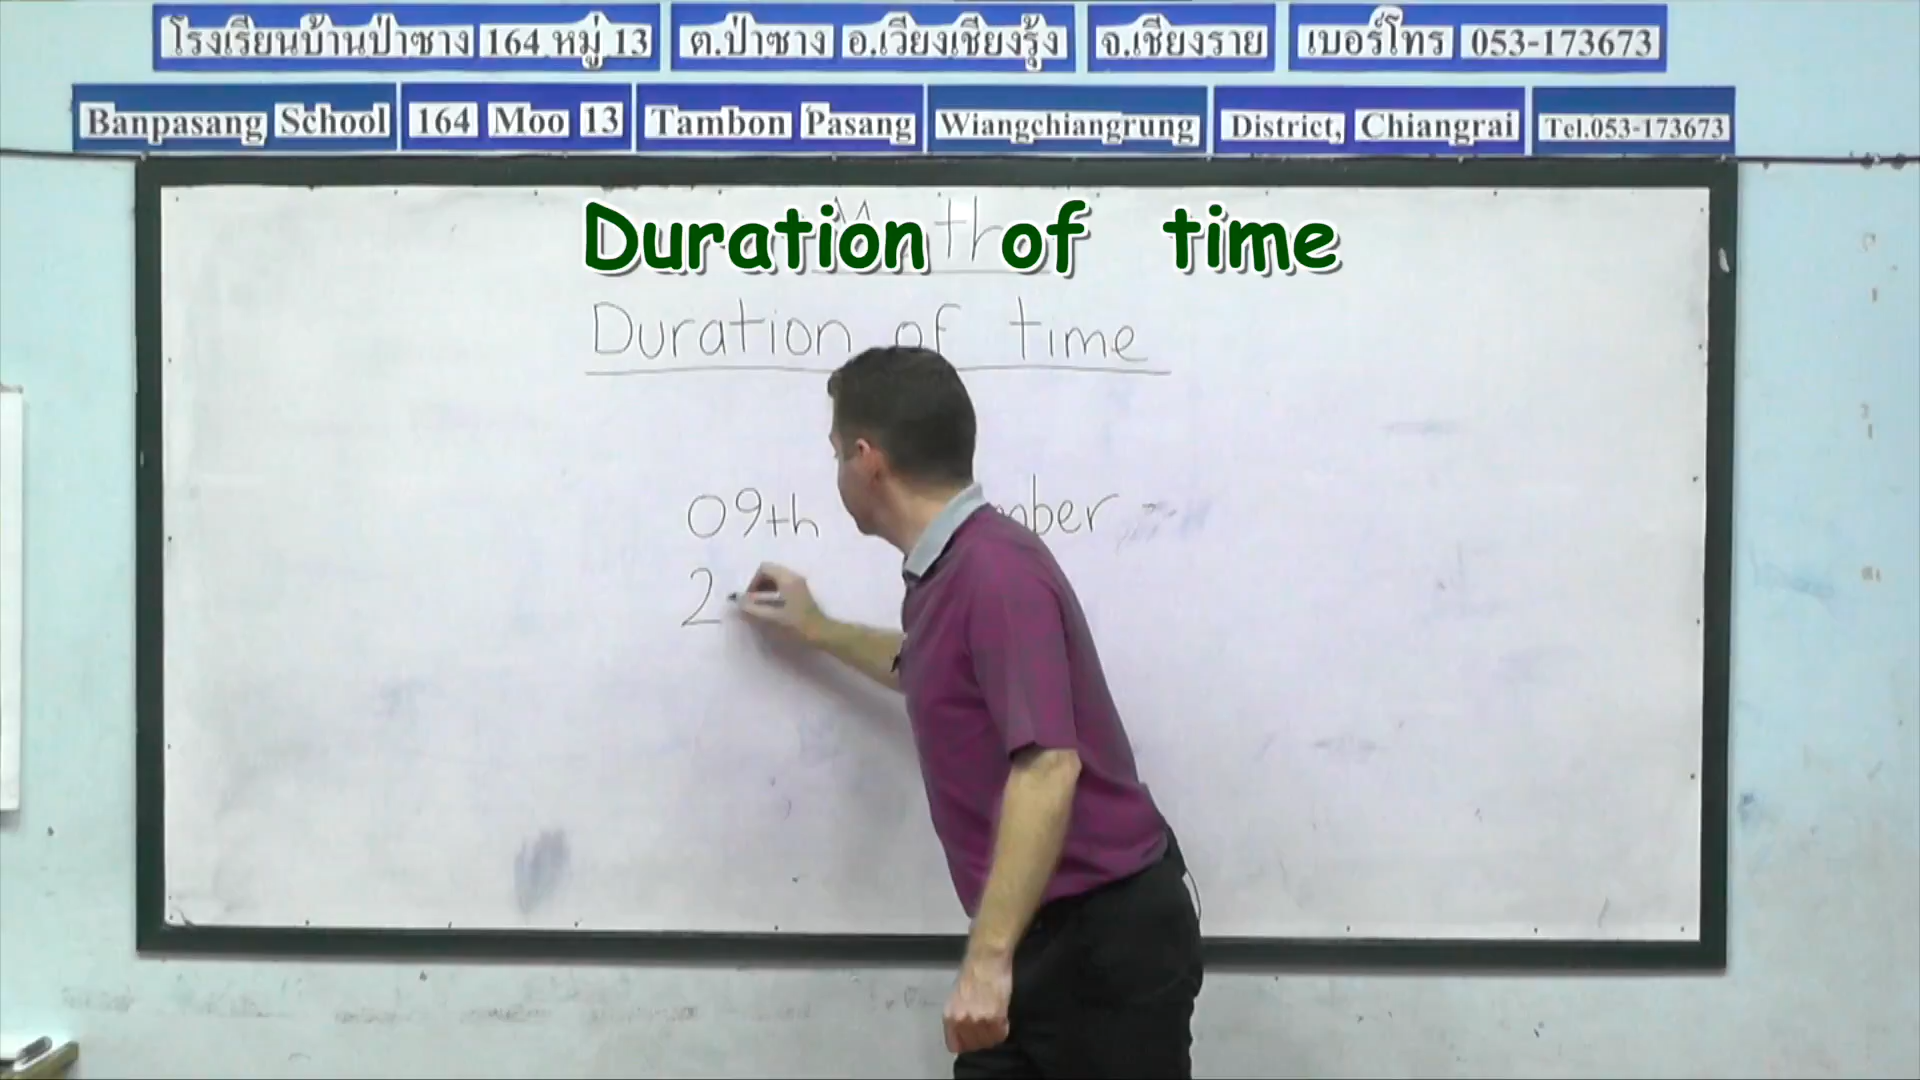 โรงเรียนบ้านป่าซาง 164 หมู่ 13 ต.ป่าซาง อ.เวียงเชียงรุ้ง จ.เชียงราย เบอร์โทร 053-173673
Banpasang School 164 Moo 13 Tambon Pasang Wiangchiangrung District, Chiangrai Tel.053-173673
Duration of time
Duration of time
09th
2